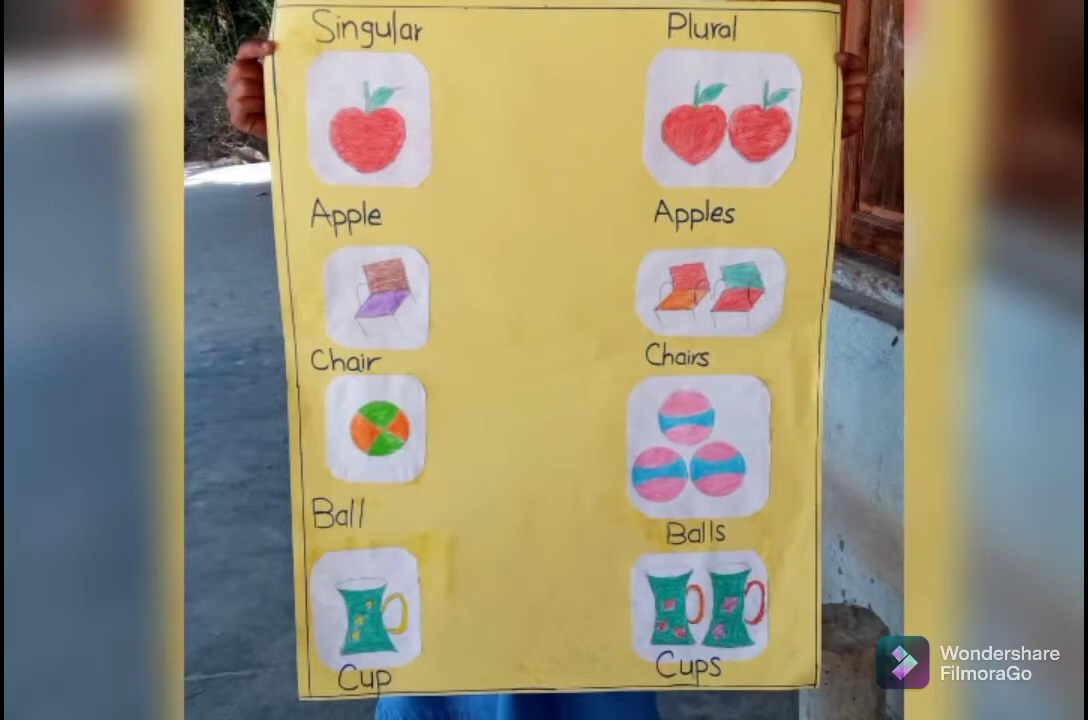 Singular Plural
Apple Apples
Chair Chairs
Ball Balls
Cup Cups
Wondershare
FilmoraGo